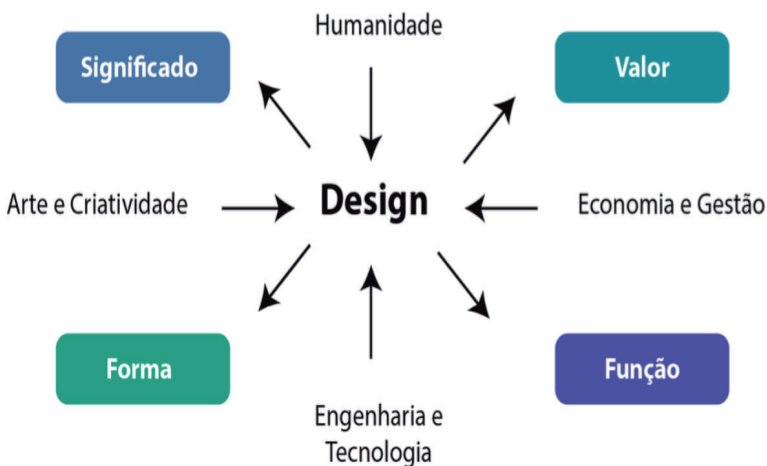 Humanidade
Significado
Valor
Arte e Criatividade
Design
Economia e Gestão
Forma
Função
Engenharia e
Tecnologia